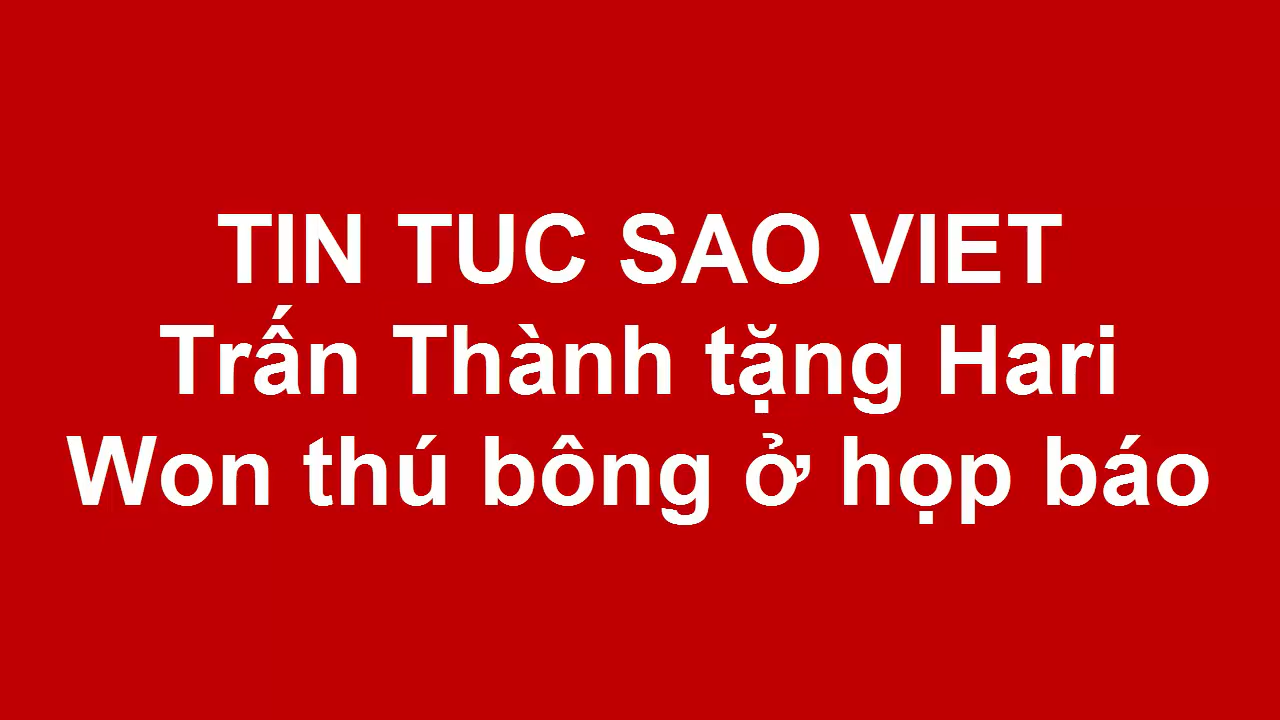 TIN TUC SAO VIET
Trấn Thành tặng Hari
Won thú bông ở họp báo